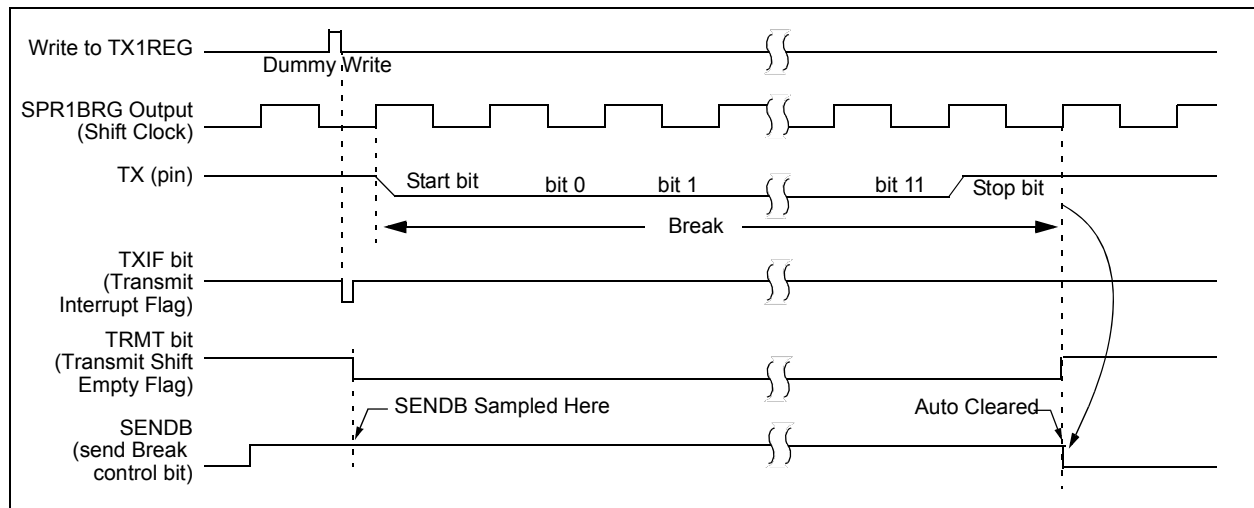 Write to TX1REG
Dummy Write
SPR1BRG Output
(Shift Clock)
TX (pin)
Start bit
bit 0
bit 1
bit 11
Stop bit
Break
TXIF bit
(Transmit
Interrupt Flag)
TRMT bit
(Transmit Shift
Empty Flag)
SENDB Sampled Here
Auto Cleared
SENDB
(send Break
control bit)